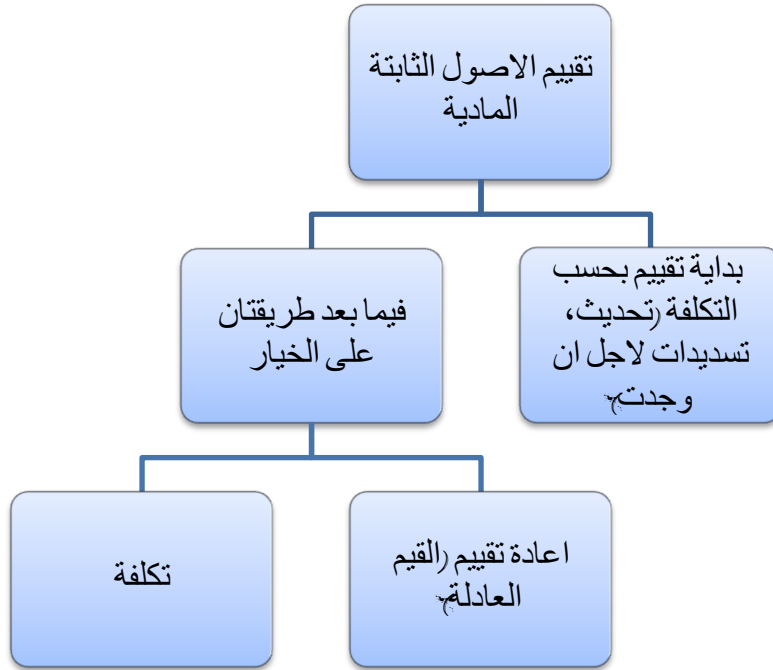 تقييم الاصول الثابتة
المادية
بداية تقييم بحسب
التكلفة (تحديث،
تسديدات لاجل ان
وجدت)
فيما بعد طريقتان
على الخيار
اعادة تقييم (القيم
العادلة)
تكلفة